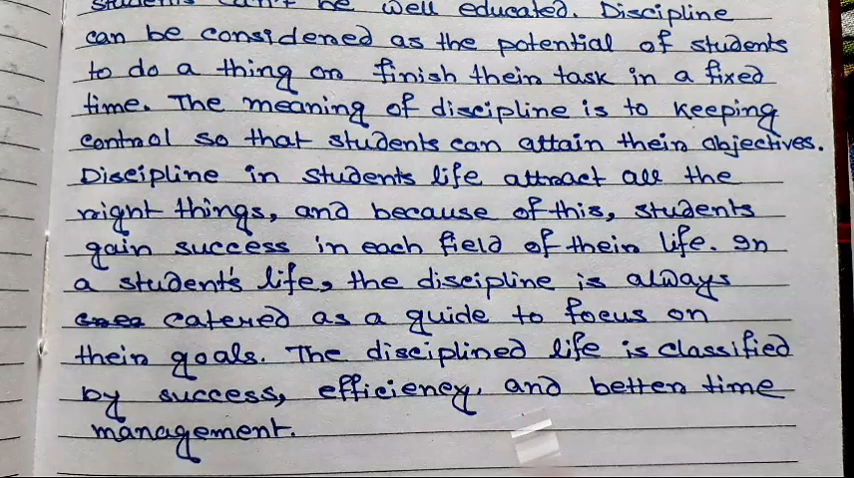 students can't be well educated. Discipline
can be considered as the potential of students
to do a thing or finish their task in a fixed
time. The meaning of discipline is to keeping
control so that students can attain their objectives.
Discipline in students life attract all the
right things, and because of this, students
gain success in each field of their life. In
a student's life, the discipline is always
catered as a guide to focus on
their goals. The disciplined life is classified
by success, efficiency, and better time
management.